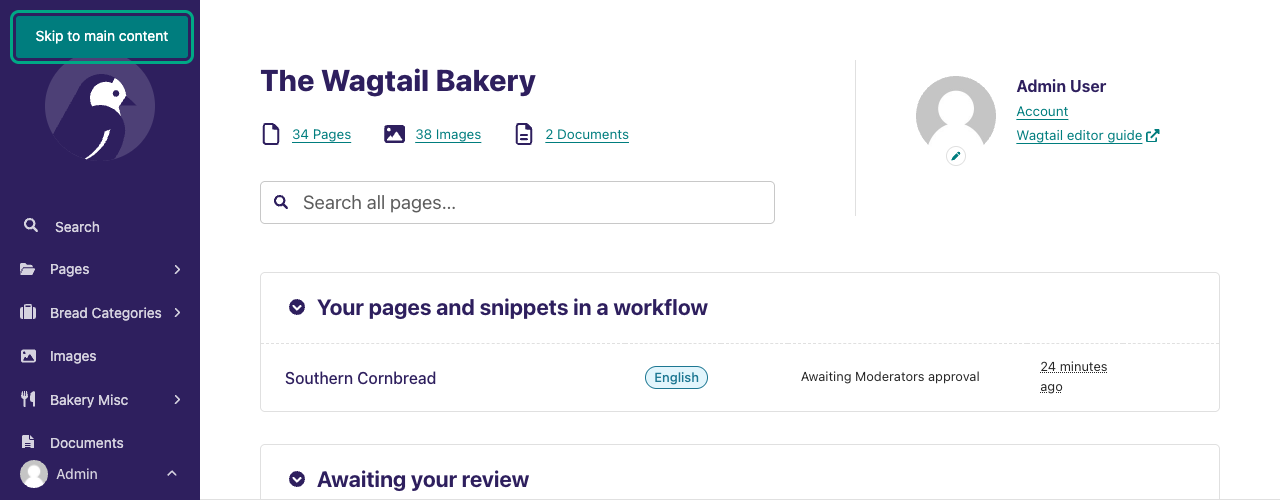 Skip to main content
Search
Pages
Bread Categories
Images
Bakery Misc
Documents
Admin
The Wagtail Bakery
34 Pages
38 Images
2 Documents
Search all pages...
Admin User
Account
Wagtail editor guide
Your pages and snippets in a workflow
Southern Cornbread
English
Awaiting Moderators approval
24 minutes
ago
Awaiting your review